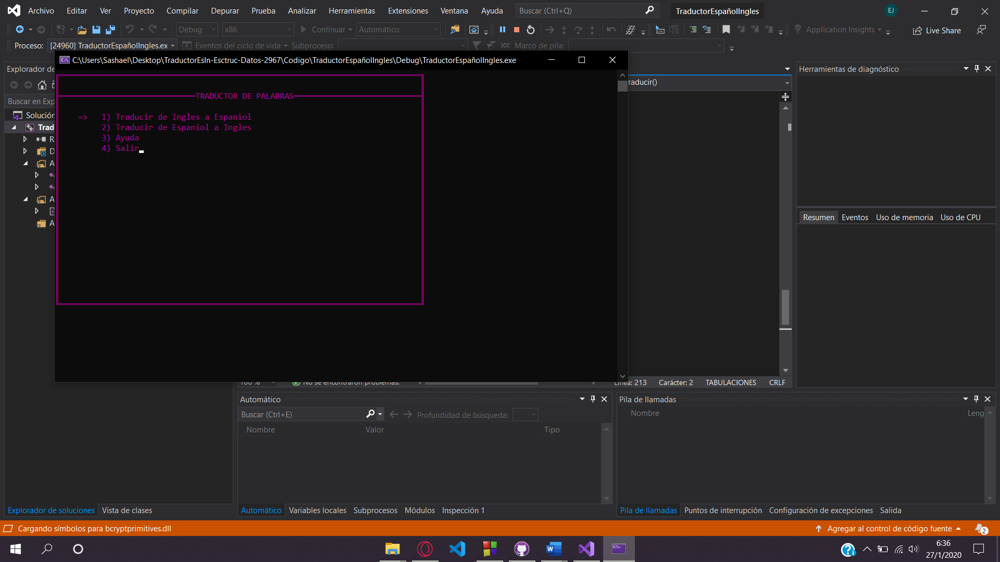 Archivo Editar Ver Proyecto Compilar Depurar Prueba Analizar Herramientas Extensiones Ventana Ayuda Buscar (Ctrl+Q) TraductorEspañolIngles EJ
Debug x86 Continuar Automático Application Insights Live Share
Proceso: [24960] TraductorEspañolIngles.ex Eventos del ciclo de vida Subproceso: Marco de pila:
C:\Users\Sashael\Desktop\TraductorEsIn-Esctruc-Datos-2967\Codigo\TraductorEspañolIngles\Debug\TraductorEspañolIngles.exe
Explorador de
Buscar en Exp
Solución
Trad
R
D
A
A
A
TRADUCTOR DE PALABRAS
=> 1) Traducir de Ingles a Espaniol
2) Traducir de Espaniol a Ingles
3) Ayuda
4) Salir
raducir()
Herramientas de diagnóstico
Resumen Eventos Uso de memoria Uso de CPU
100 % No se encontraron problemas. Línea: 213 Carácter: 2 TABULACIONES CRLF
Automático
Buscar (Ctrl+E) Profundidad de búsqueda:
Nombre Valor Tipo
Pila de llamadas
Nombre Leng
Explorador de soluciones Vista de clases
Automático Variables locales Subprocesos Módulos Inspección 1
Pila de llamadas Puntos de interrupción Configuración de excepciones Salida
Cargando símbolos para bcryptprimitives.dll Agregar al control de código fuente 2
6:36
27/1/2020